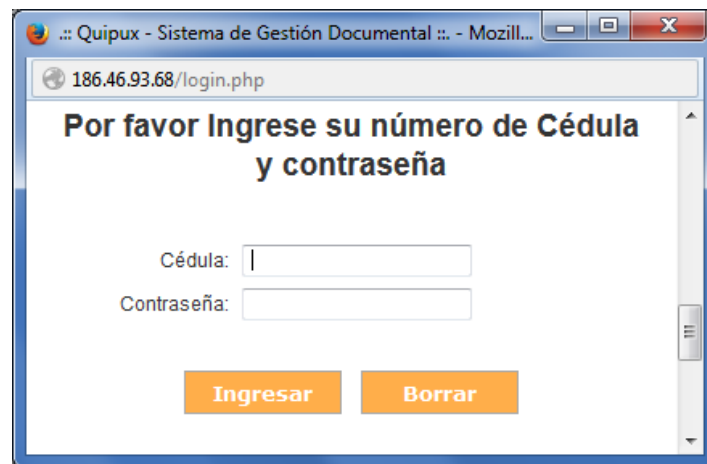 .:: Quipux - Sistema de Gestión Documental ::. - Mozill...
186.46.93.68/login.php
Por favor Ingrese su número de Cédula
y contraseña
Cédula:
Contraseña:
Ingresar Borrar